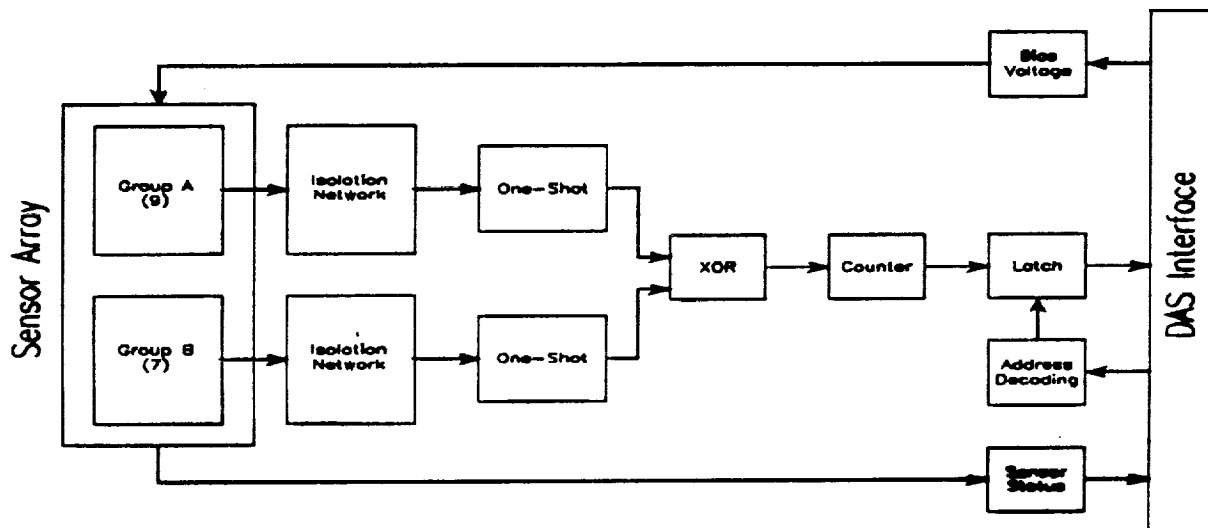 Bias
Voltage
Sensor Array
Group A
(9)
Isolation
Network
One-Shot
Group B
(7)
Isolation
Network
One-Shot
XOR
Counter
Latch
Address
Decoding
Sensor
Status
DAS Interface